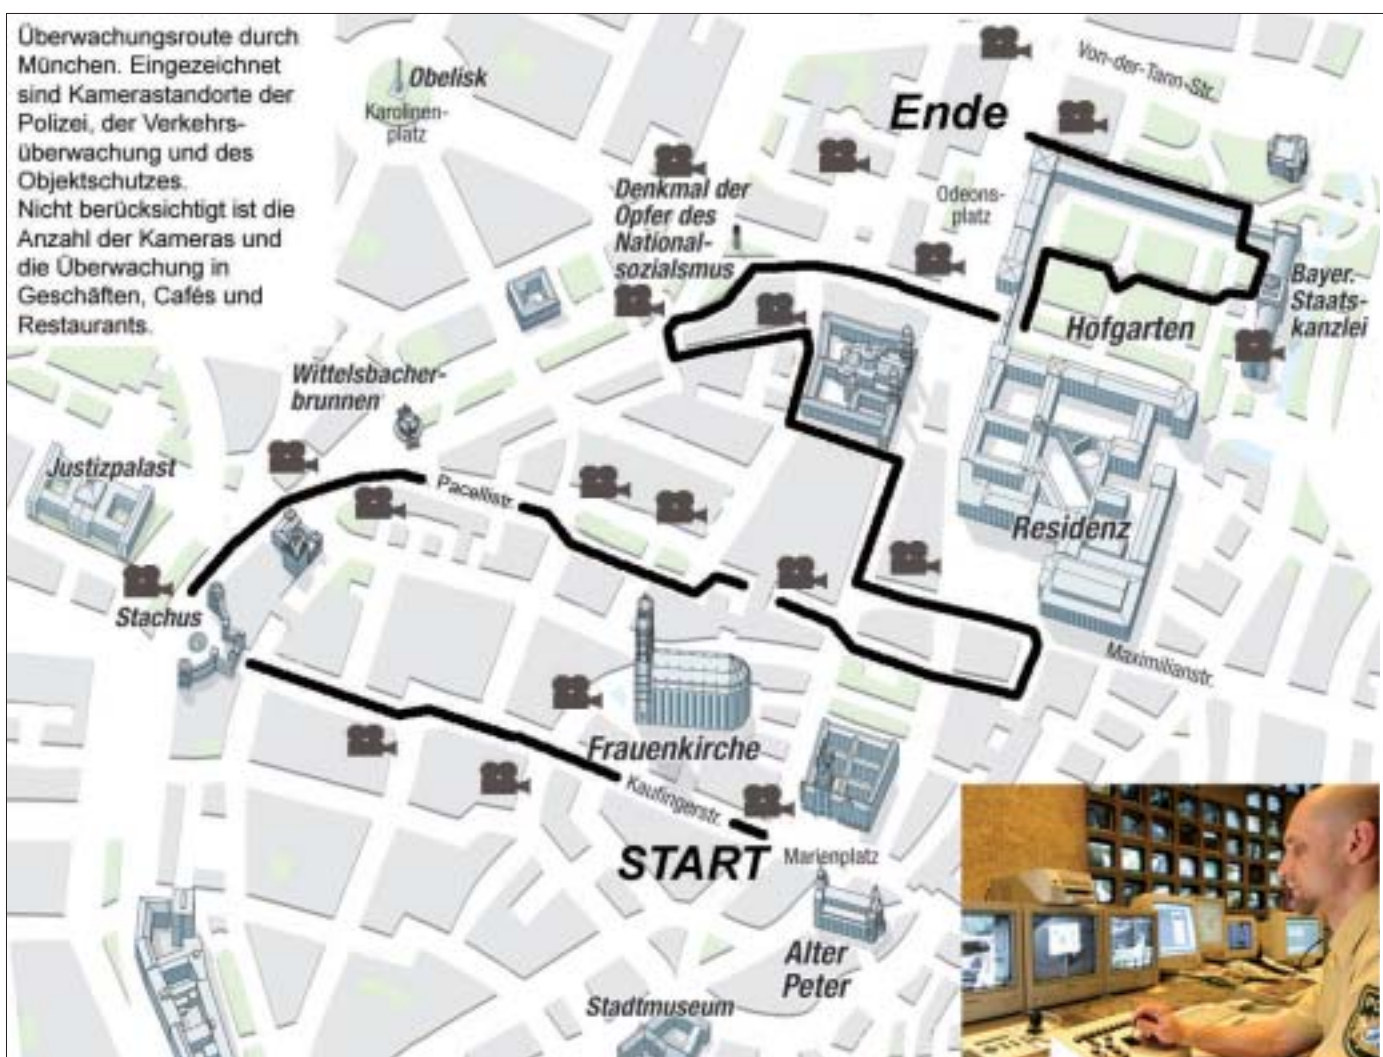 Überwachungsroute durch
München. Eingezeichnet
sind Kamerastandorte der
Polizei, der Verkehrs-
überwachung und des
Objektschutzes.
Nicht berücksichtigt ist die
Anzahl der Kameras und
die Überwachung in
Geschäften, Cafés und
Restaurants.
Obelisk
Karolinen-
platz
Von-der-Tann-Str.
Ende
Denkmal der
Opfer des
National-
sozialsmus
Odeons-
platz
Bayer.
Staats-
kanzlei
Hofgarten
Wittelsbacher-
brunnen
Justizpalast
Pacellistr.
Residenz
Stachus
Maximilianstr.
Frauenkirche
Kaufingerstr.
START
Marienplatz
Alter
Peter
Stadtmuseum